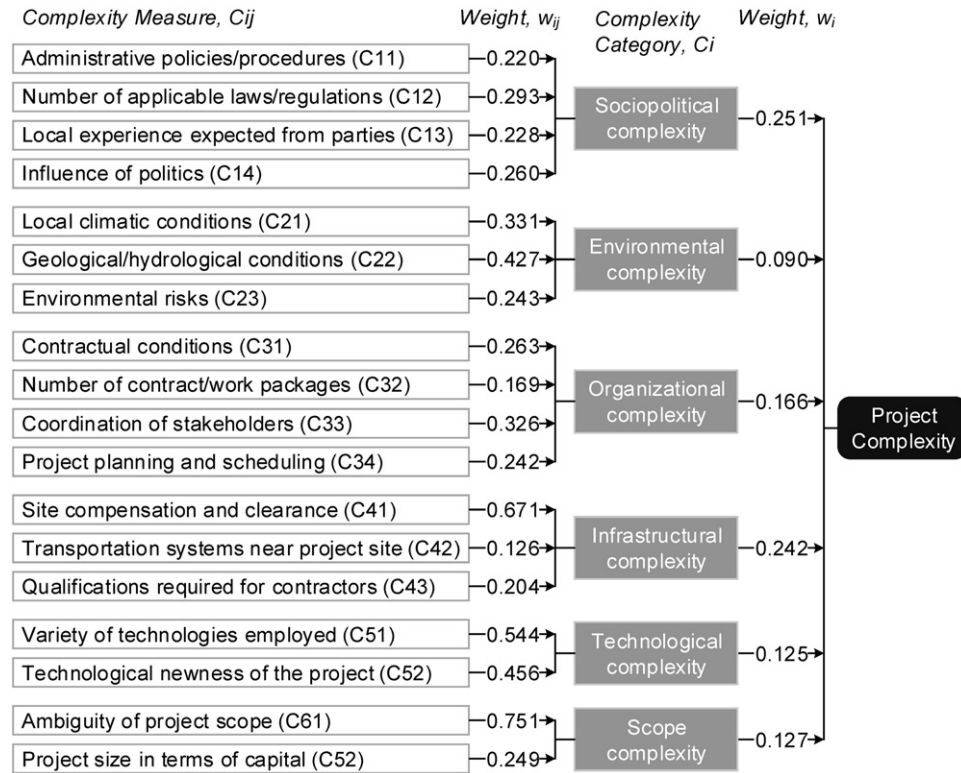 Complexity Measure, Cij
Weight, wij
Complexity
Category, Ci
Weight, wi
Administrative policies/procedures (C11)
0.220
Number of applicable laws/regulations (C12)
0.293
Local experience expected from parties (C13)
0.228
Influence of politics (C14)
0.260
Sociopolitical
complexity
0.251
Local climatic conditions (C21)
0.331
Geological/hydrological conditions (C22)
0.427
Environmental risks (C23)
0.243
Environmental
complexity
0.090
Contractual conditions (C31)
0.263
Number of contract/work packages (C32)
0.169
Coordination of stakeholders (C33)
0.326
Project planning and scheduling (C34)
0.242
Organizational
complexity
0.166
Project
Complexity
Site compensation and clearance (C41)
0.671
Transportation systems near project site (C42)
0.126
Qualifications required for contractors (C43)
0.204
Infrastructural
complexity
0.242
Variety of technologies employed (C51)
0.544
Technological newness of the project (C52)
0.456
Technological
complexity
0.125
Ambiguity of project scope (C61)
0.751
Project size in terms of capital (C52)
0.249
Scope
complexity
0.127